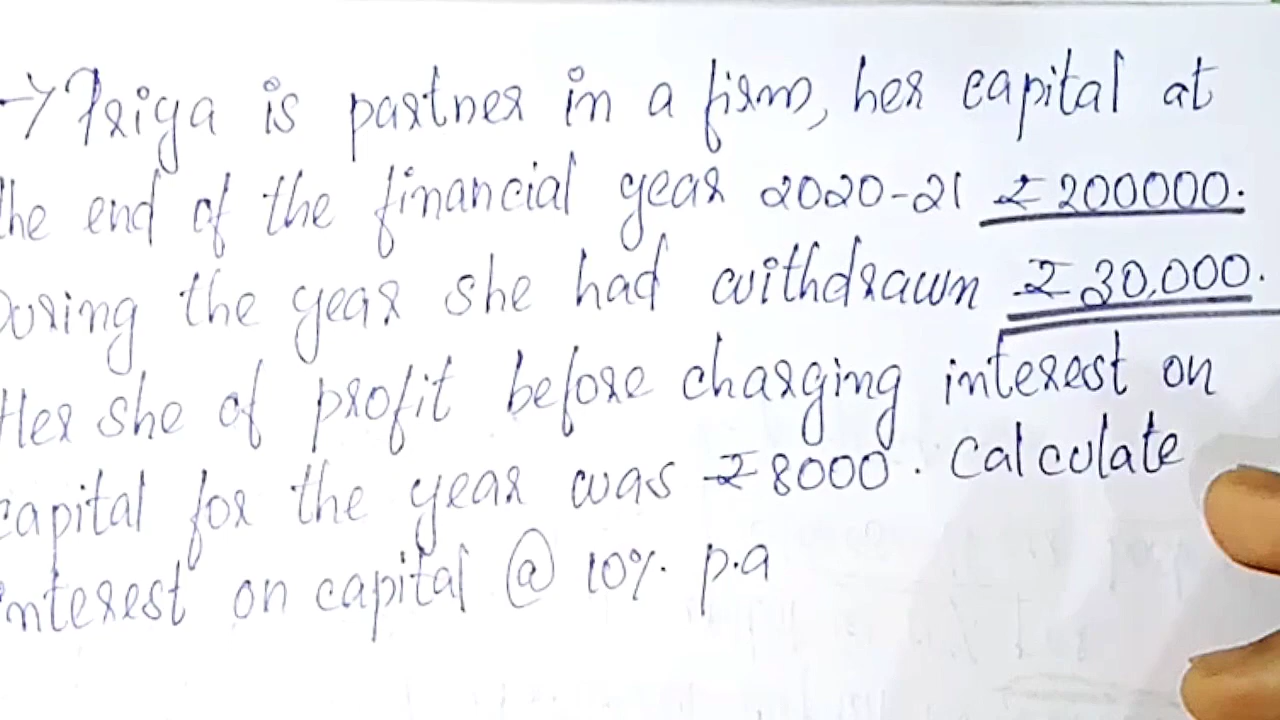 → Priya is partner in a firm, her capital at
the end of the financial year 2020-21 ₹ 200000.
During the year she had withdrawn ₹ 30,000.
Her she of profit before charging interest on
capital for the year was ₹ 8000. Calculate
interest on capital @ 10% p.a